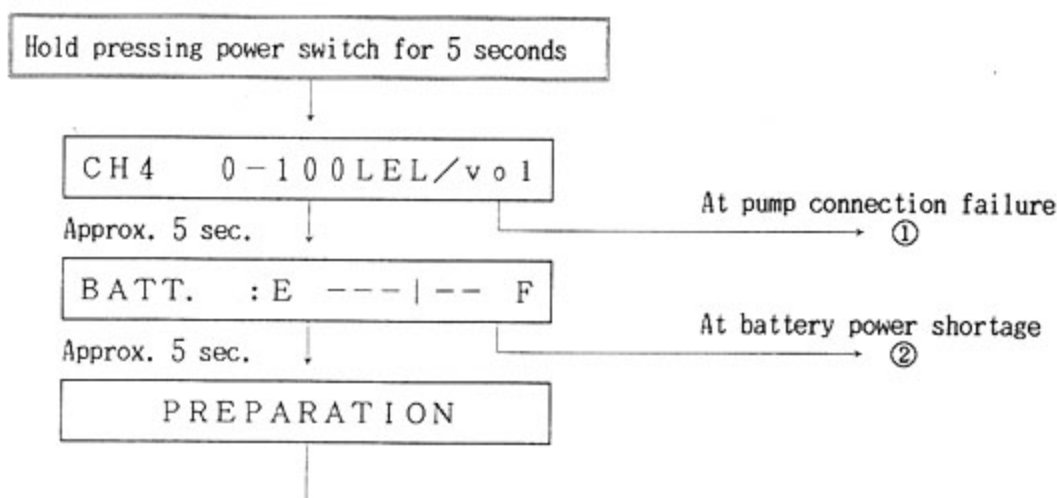 Hold pressing power switch for 5 seconds
CH4 0-100LEL/vol
At pump connection failure
Approx. 5 sec.
①
BATT. :E ---|-- F
At battery power shortage
Approx. 5 sec.
②
PREPARATION